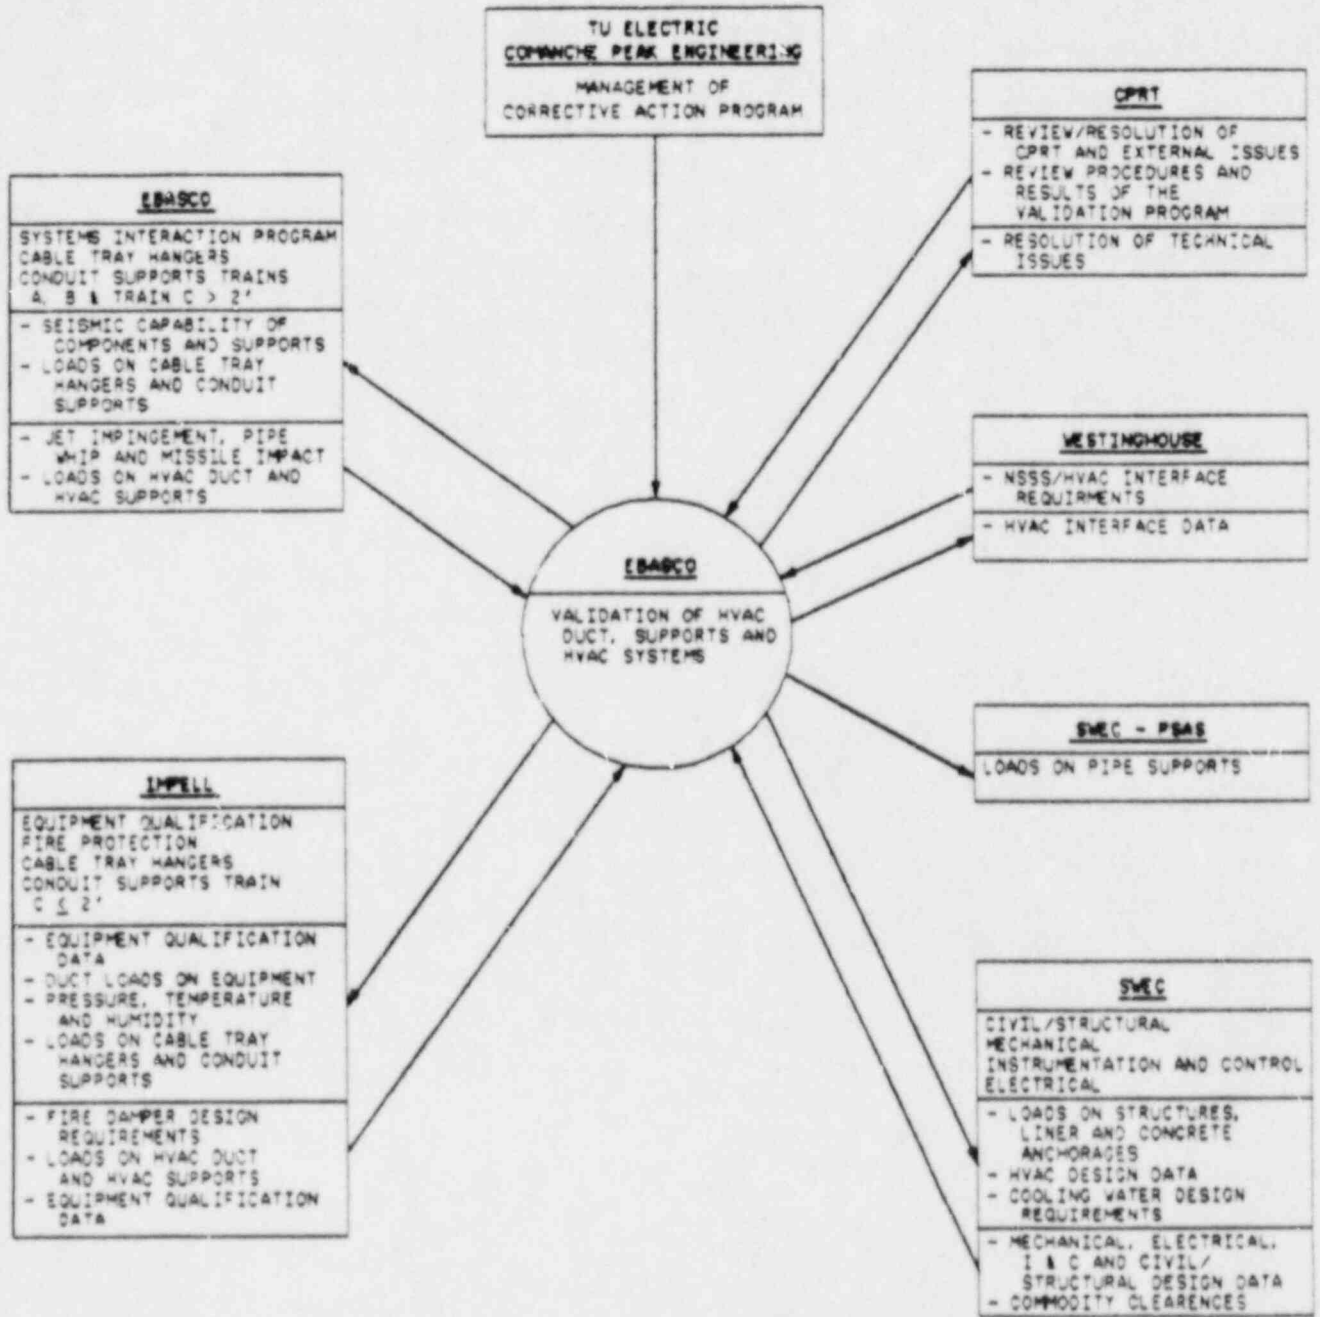 TU ELECTRIC
COMANCHE PEAK ENGINEERING
MANAGEMENT OF
CORRECTIVE ACTION PROGRAM
CPRT
- REVIEW/RESOLUTION OF
CPRT AND EXTERNAL ISSUES
- REVIEW PROCEDURES AND
RESULTS OF THE
VALIDATION PROGRAM
- RESOLUTION OF TECHNICAL
ISSUES
EBASCO
SYSTEMS INTERACTION PROGRAM
CABLE TRAY HANGERS
CONDUIT SUPPORTS TRAINS
A, B & TRAIN C > 2"
- SEISMIC CAPABILITY OF
COMPONENTS AND SUPPORTS
- LOADS ON CABLE TRAY
HANGERS AND CONDUIT
SUPPORTS
- JET IMPINGEMENT, PIPE
WHIP AND MISSILE IMPACT
- LOADS ON HVAC DUCT AND
HVAC SUPPORTS
WESTINGHOUSE
- NSSS/HVAC INTERFACE
REQUIRMENTS
- HVAC INTERFACE DATA
EBASCO
VALIDATION OF HVAC
DUCT, SUPPORTS AND
HVAC SYSTEMS
SWEC - PSAS
LOADS ON PIPE SUPPORTS
IMPELL
EQUIPMENT QUALIFICATION
FIRE PROTECTION
CABLE TRAY HANGERS
CONDUIT SUPPORTS TRAIN
C ≤ 2"
- EQUIPMENT QUALIFICATION
DATA
- DUCT LOADS ON EQUIPMENT
- PRESSURE, TEMPERATURE
AND HUMIDITY
- LOADS ON CABLE TRAY
HANGERS AND CONDUIT
SUPPORTS
- FIRE DAMPER DESIGN
REQUIREMENTS
- LOADS ON HVAC DUCT
AND HVAC SUPPORTS
- EQUIPMENT QUALIFICATION
DATA
SWEC
CIVIL/STRUCTURAL
MECHANICAL
INSTRUMENTATION AND CONTROL
ELECTRICAL
- LOADS ON STRUCTURES,
LINER AND CONCRETE
ANCHORAGES
- HVAC DESIGN DATA
- COOLING WATER DESIGN
REQUIREMENTS
- MECHANICAL, ELECTRICAL,
I & C AND CIVIL/
STRUCTURAL DESIGN DATA
- COMMODITY CLEARENCES